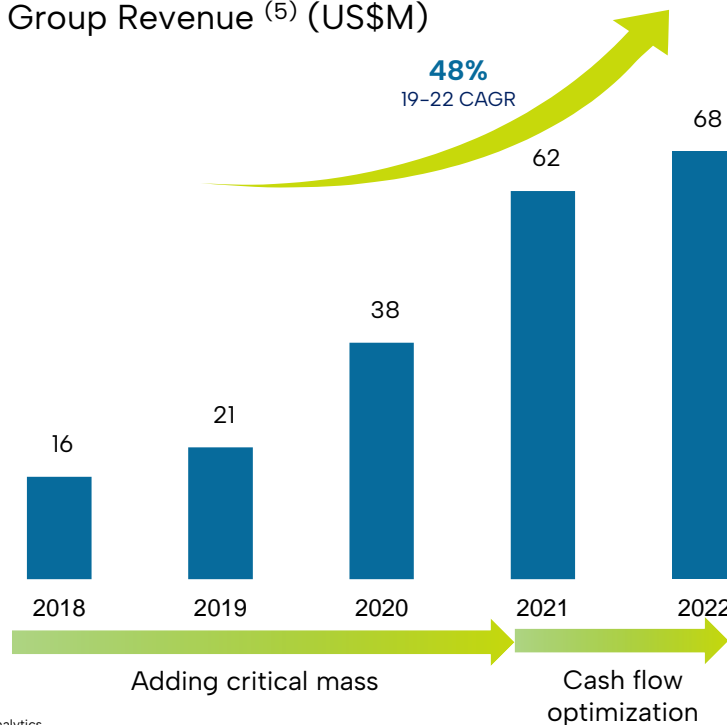 Group Revenue (5) (US$M)
48%
19-22 CAGR
68
62
38
21
16
2018 2019 2020 2021 2022
Adding critical mass
Cash flow
optimization